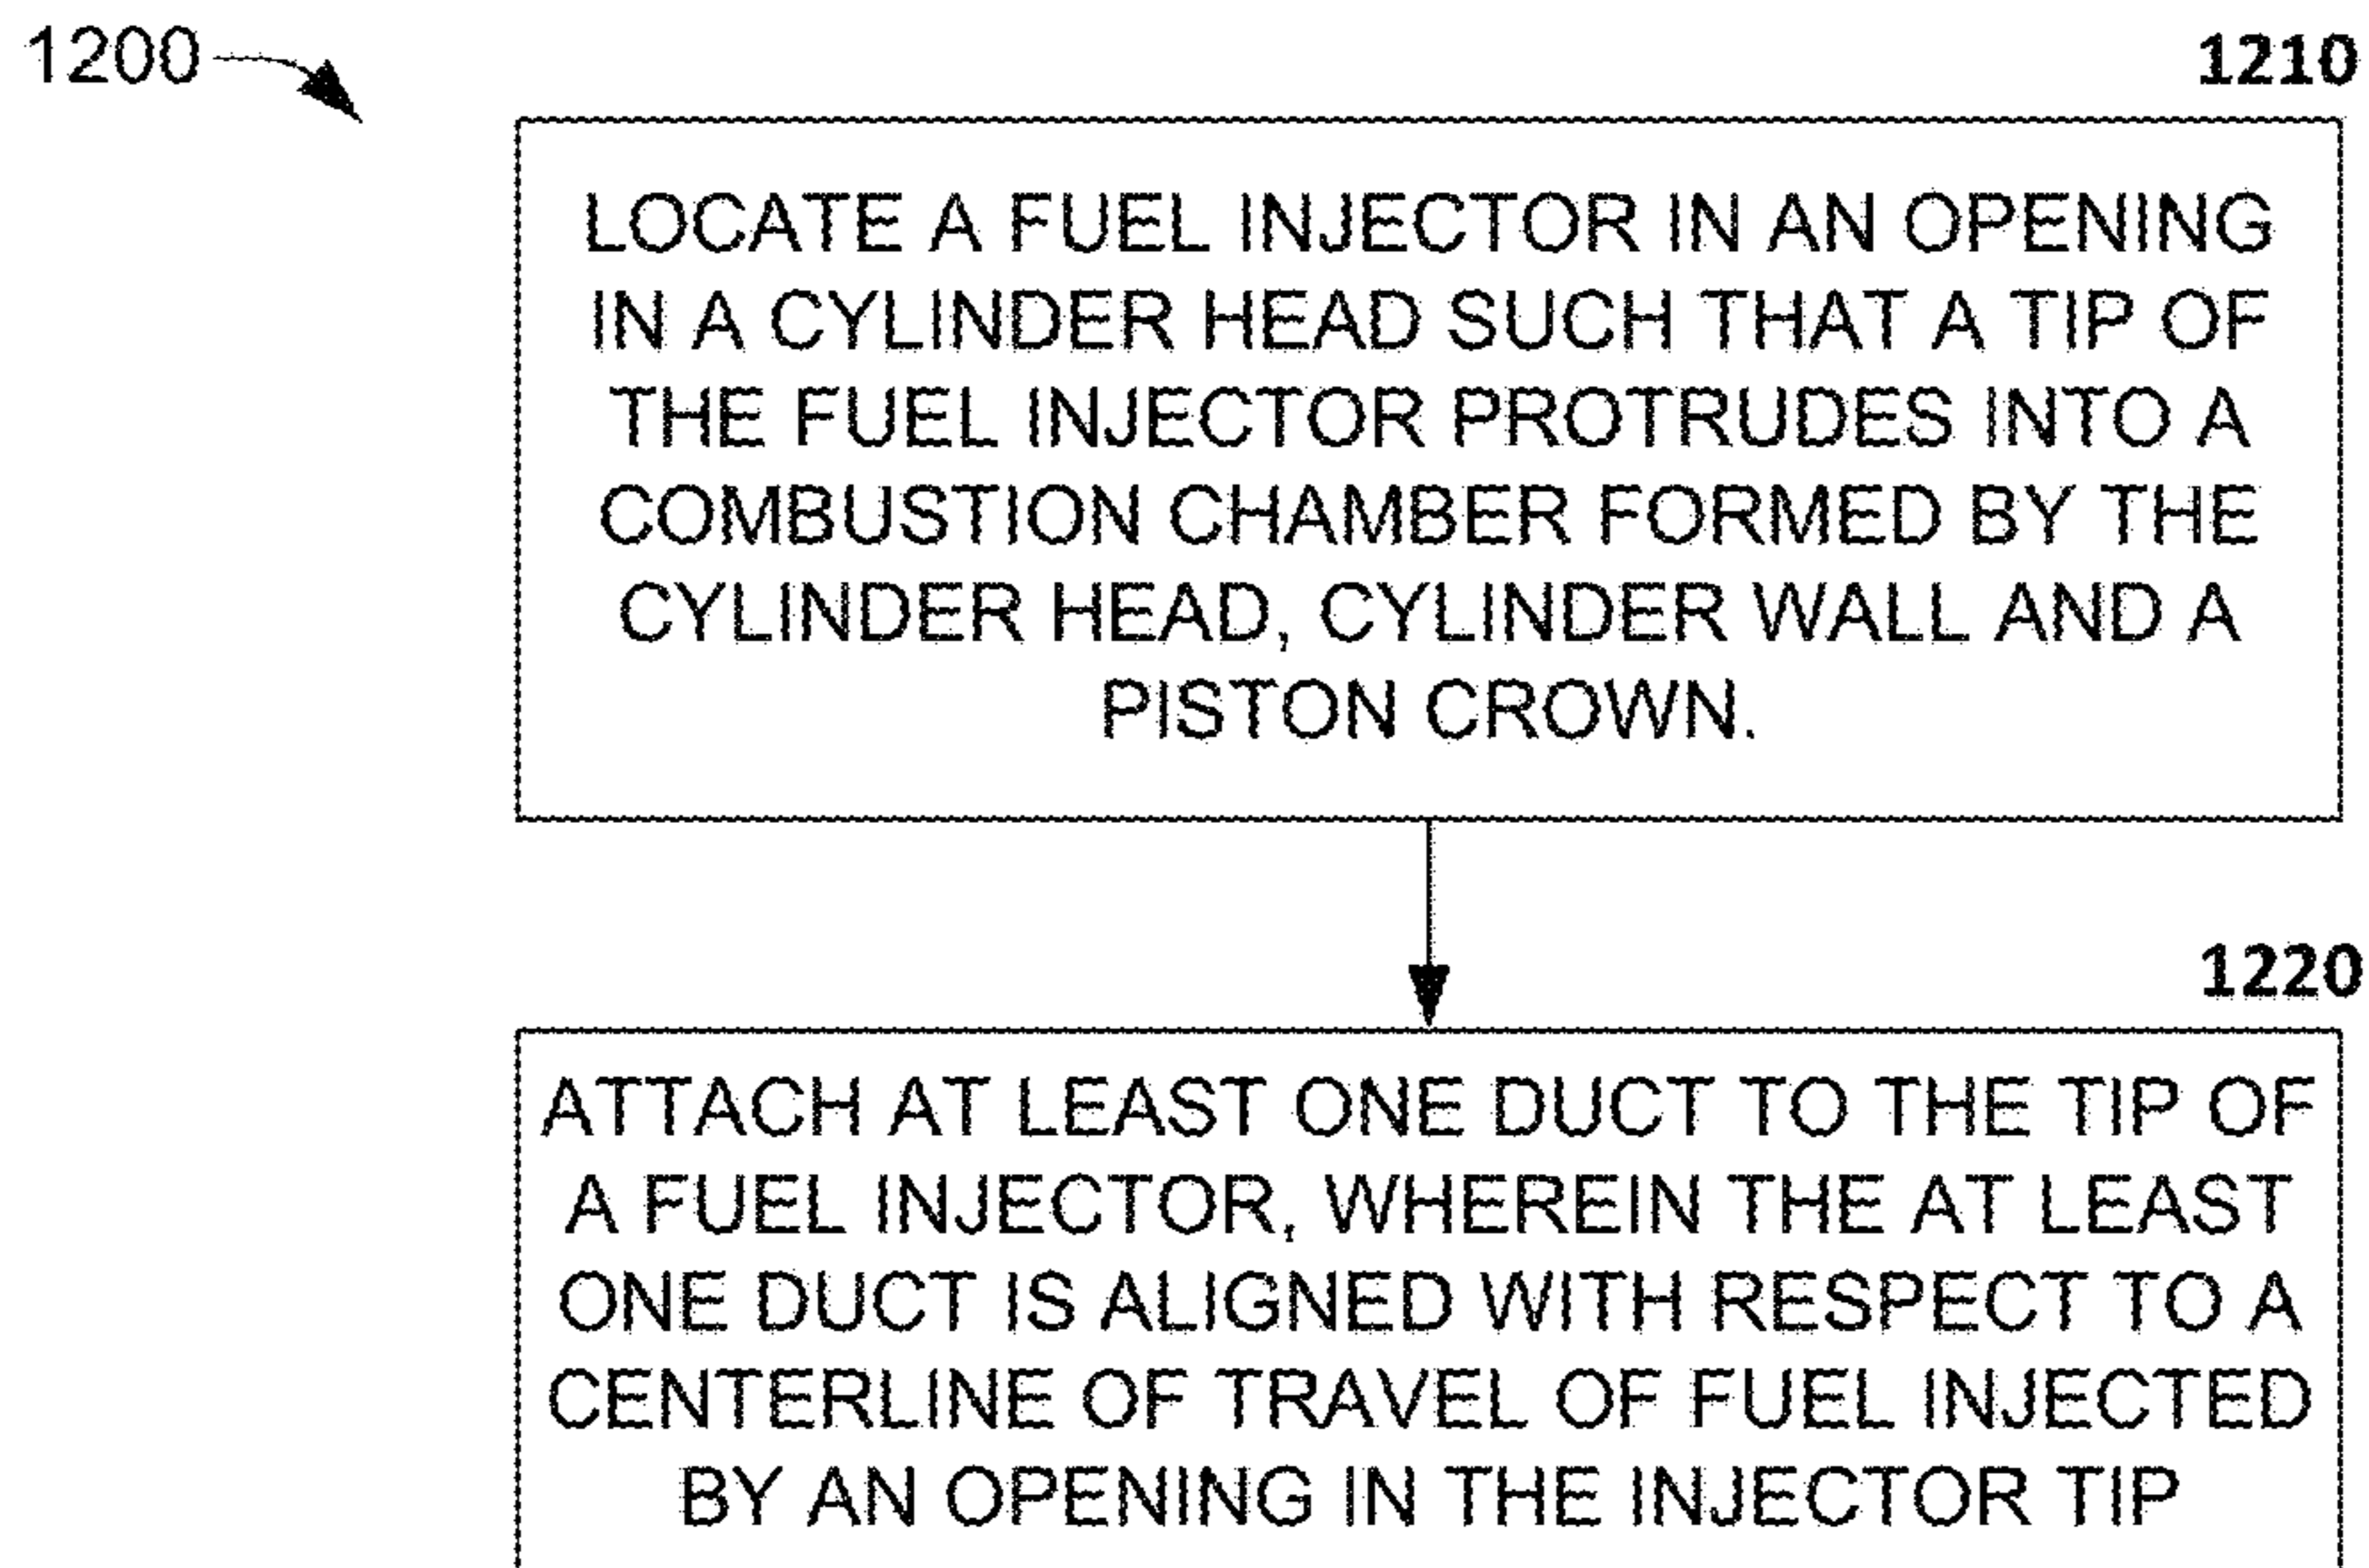 1200
1210
LOCATE A FUEL INJECTOR IN AN OPENING
IN A CYLINDER HEAD SUCH THAT A TIP OF
THE FUEL INJECTOR PROTRUDES INTO A
COMBUSTION CHAMBER FORMED BY THE
CYLINDER HEAD, CYLINDER WALL AND A
PISTON CROWN.
1220
ATTACH AT LEAST ONE DUCT TO THE TIP OF
A FUEL INJECTOR, WHEREIN THE AT LEAST
ONE DUCT IS ALIGNED WITH RESPECT TO A
CENTERLINE OF TRAVEL OF FUEL INJECTED
BY AN OPENING IN THE INJECTOR TIP